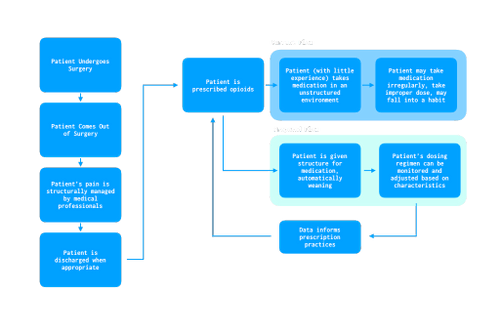 Patient Undergoes
Surgery
Patient Comes Out
of Surgery
Patient's pain is
structurally managed
by medical
professionals
Patient is
discharged when
appropriate
Patient is
prescribed opioids
Patient (with little
experience) takes
medication in an
unstructured
environment
Patient may take
medication
irregularly, take
improper dose, may
fall into a habit
Patient is given
structure for
medication,
automatically
weaning
Patient's dosing
regimen can be
monitored and
adjusted based on
characteristics
Data informs
prescription
practices